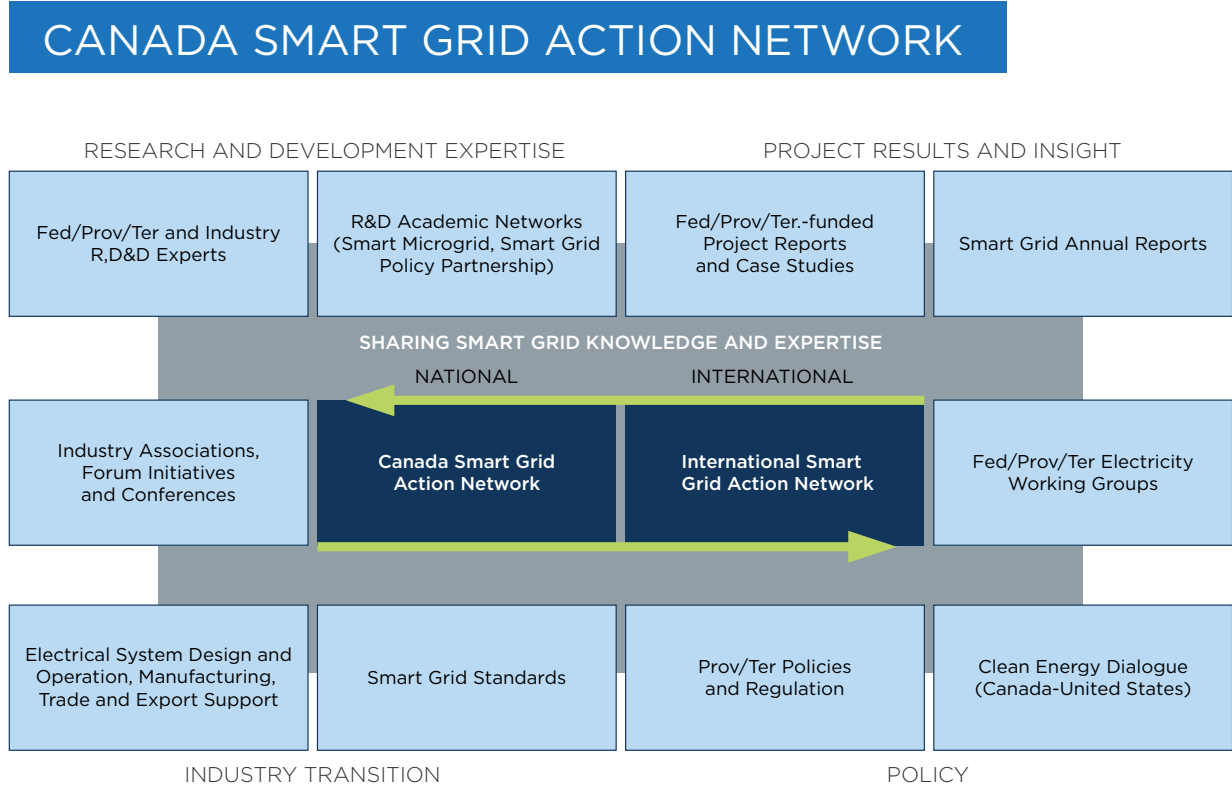 CANADA SMART GRID ACTION NETWORK
RESEARCH AND DEVELOPMENT EXPERTISE
PROJECT RESULTS AND INSIGHT
Fed/Prov/Ter and Industry
R,D&D Experts
R&D Academic Networks
(Smart Microgrid, Smart Grid
Policy Partnership)
Fed/Prov/Ter.-funded
Project Reports
and Case Studies
Smart Grid Annual Reports
SHARING SMART GRID KNOWLEDGE AND EXPERTISE
NATIONAL
INTERNATIONAL
Industry Associations,
Forum Initiatives
and Conferences
Canada Smart Grid
Action Network
International Smart
Grid Action Network
Fed/Prov/Ter Electricity
Working Groups
Electrical System Design and
Operation, Manufacturing,
Trade and Export Support
Smart Grid Standards
Prov/Ter Policies
and Regulation
Clean Energy Dialogue
(Canada-United States)
INDUSTRY TRANSITION
POLICY